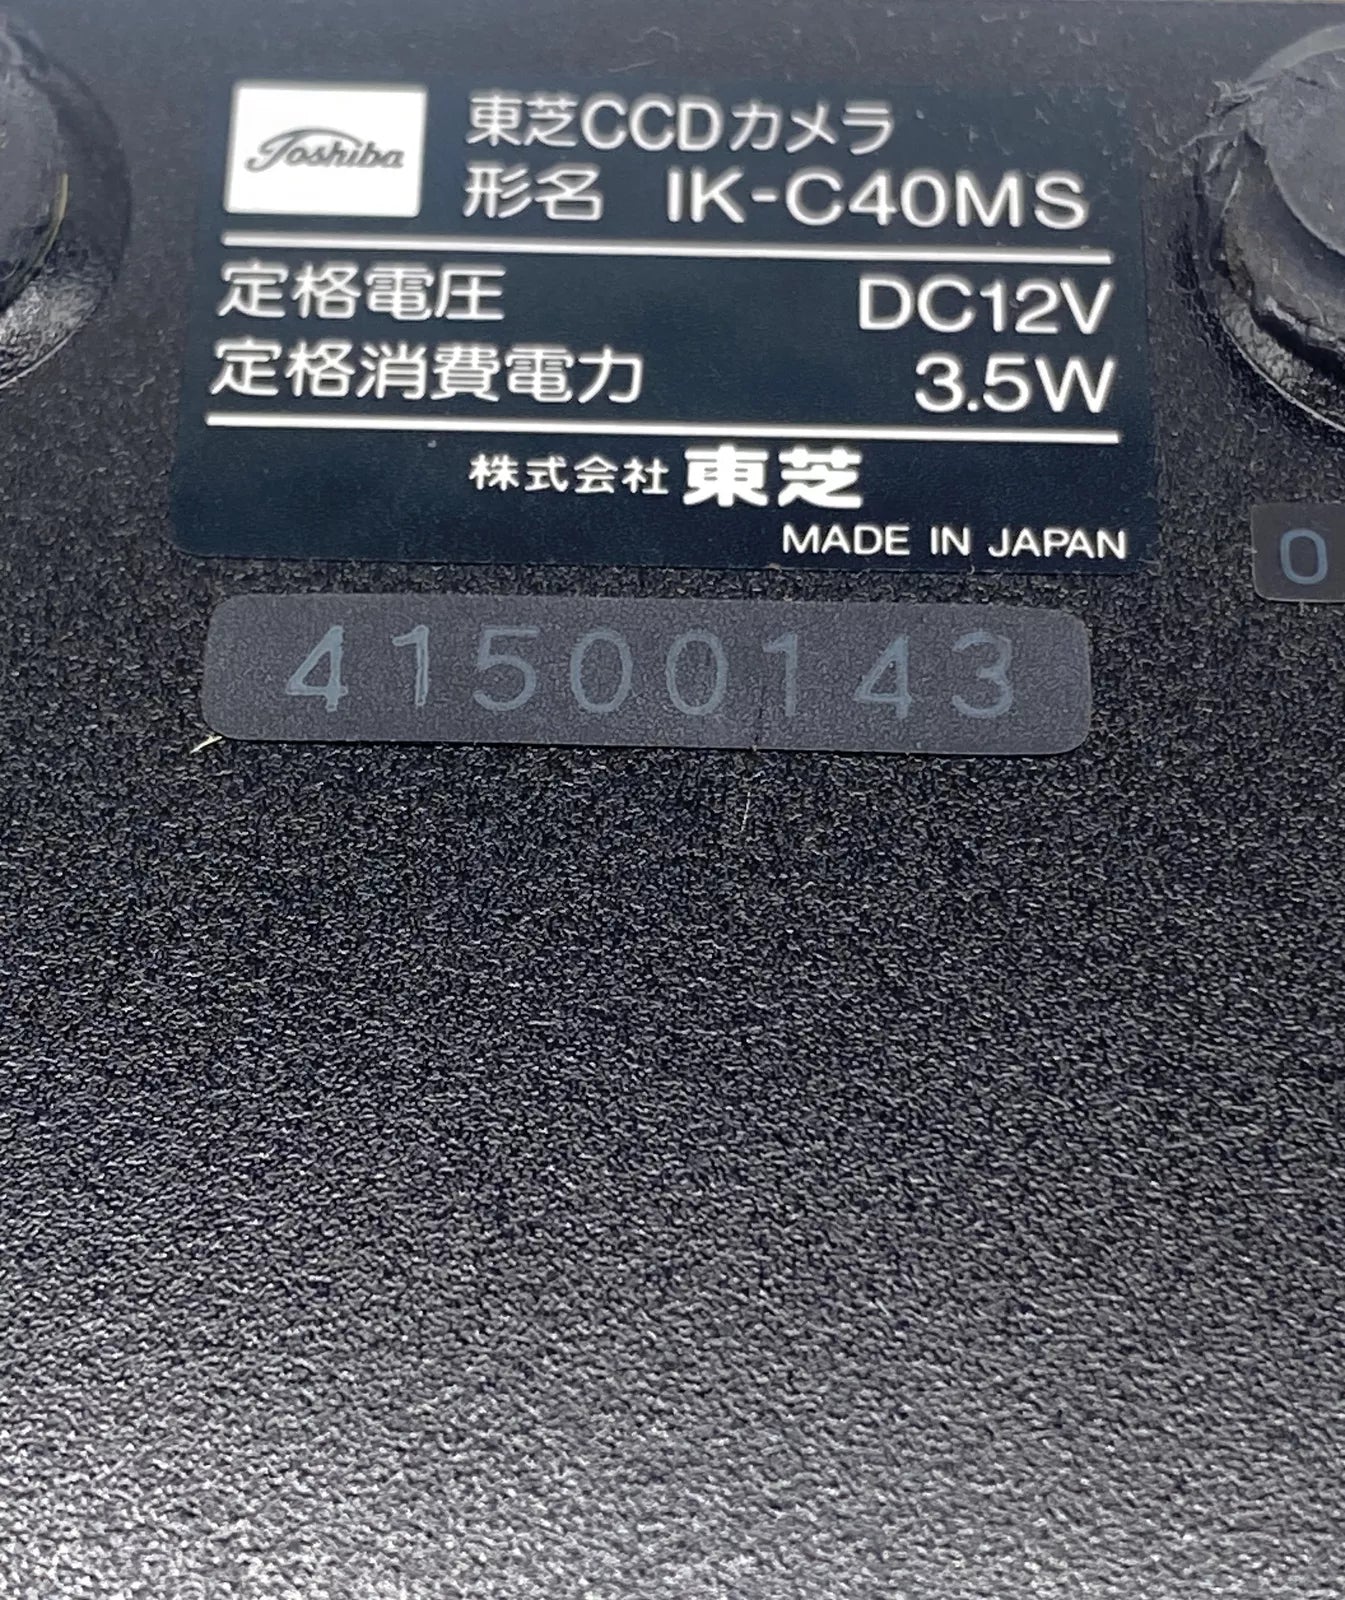 Toshiba
東芝CCDカメラ
形名 IK-C40MS
定格電圧 DC12V
定格消費電力 3.5W
株式会社 東芝
MADE IN JAPAN
41500143
0